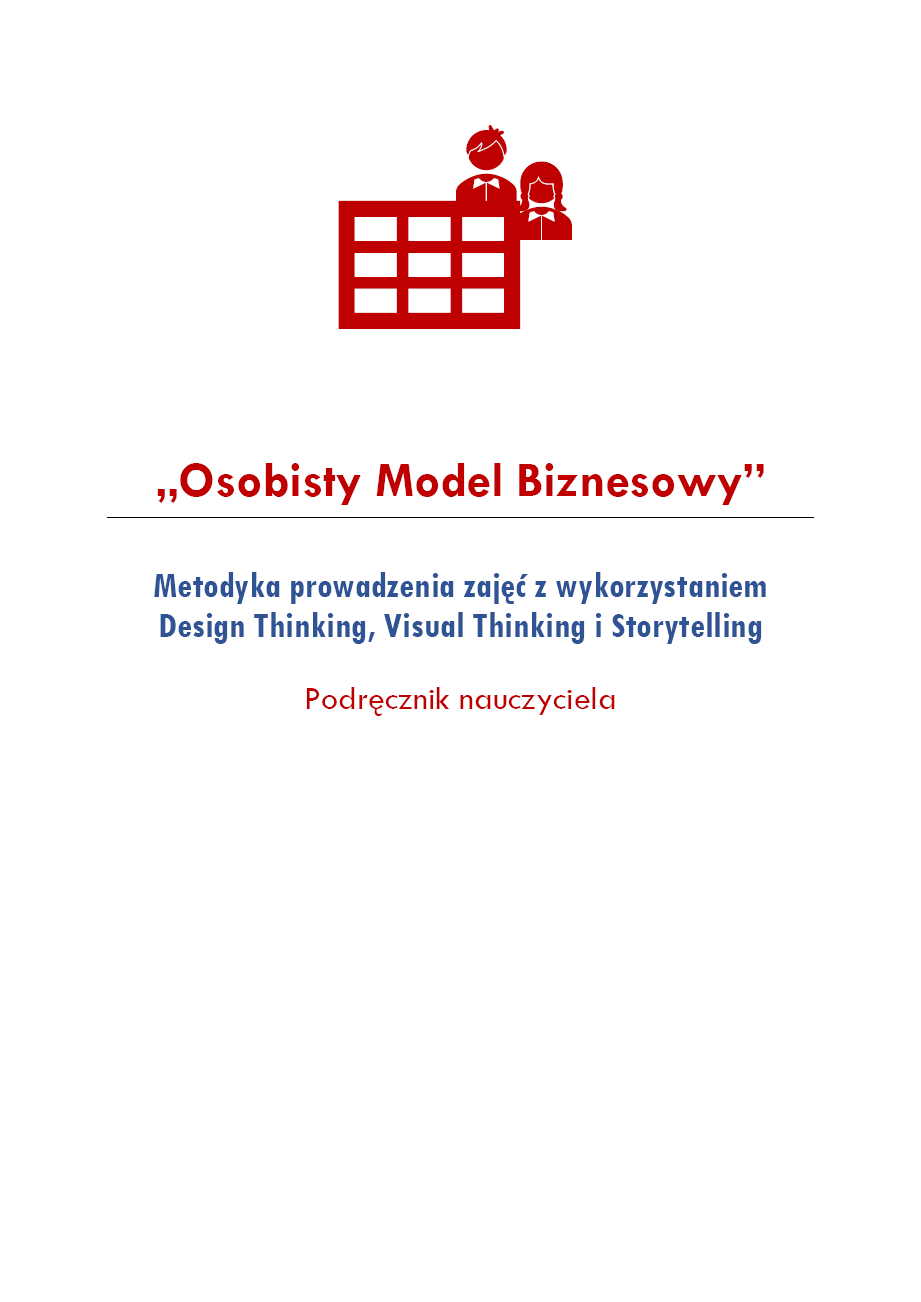 „Osobisty Model Biznesowy”
Metodyka prowadzenia zajęć z wykorzystaniem
Design Thinking, Visual Thinking i Storytelling
Podręcznik nauczyciela